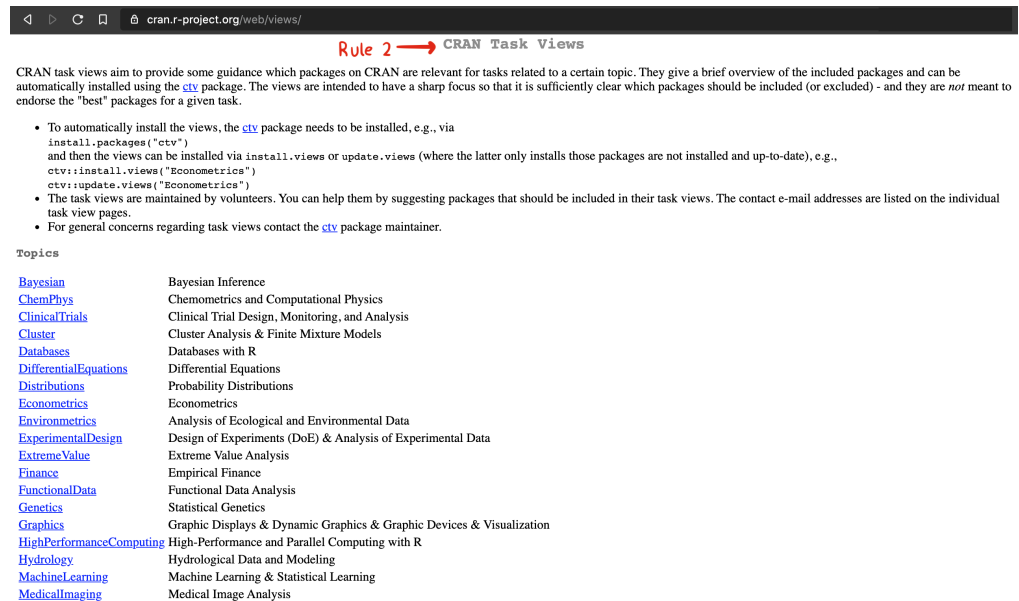 cran.r-project.org/web/views/
Rule 2
CRAN Task Views
CRAN task views aim to provide some guidance which packages on CRAN are relevant for tasks related to a certain topic. They give a brief overview of the included packages and can be
automatically installed using the ctv package. The views are intended to have a sharp focus so that it is sufficiently clear which packages should be included (or excluded) - and they are not meant to
endorse the "best" packages for a given task.
To automatically install the views, the ctv package needs to be installed, e.g., via
install.packages("ctv")
and then the views can be installed via install.views or update.views (where the latter only installs those packages are not installed and up-to-date), e.g.,
ctv::install.views("Econometrics")
ctv::update.views("Econometrics")
The task views are maintained by volunteers. You can help them by suggesting packages that should be included in their task views. The contact e-mail addresses are listed on the individual
task view pages.
For general concerns regarding task views contact the ctv package maintainer.
Topics
Bayesian Bayesian Inference
ChemPhys Chemometrics and Computational Physics
ClinicalTrials Clinical Trial Design, Monitoring, and Analysis
Cluster Cluster Analysis & Finite Mixture Models
Databases Databases with R
DifferentialEquations Differential Equations
Distributions Probability Distributions
Econometrics Econometrics
Environmetrics Analysis of Ecological and Environmental Data
ExperimentalDesign Design of Experiments (DoE) & Analysis of Experimental Data
ExtremeValue Extreme Value Analysis
Finance Empirical Finance
FunctionalData Functional Data Analysis
Genetics Statistical Genetics
Graphics Graphic Displays & Dynamic Graphics & Graphic Devices & Visualization
HighPerformanceComputing High-Performance and Parallel Computing with R
Hydrology Hydrological Data and Modeling
MachineLearning Machine Learning & Statistical Learning
MedicalImaging Medical Image Analysis